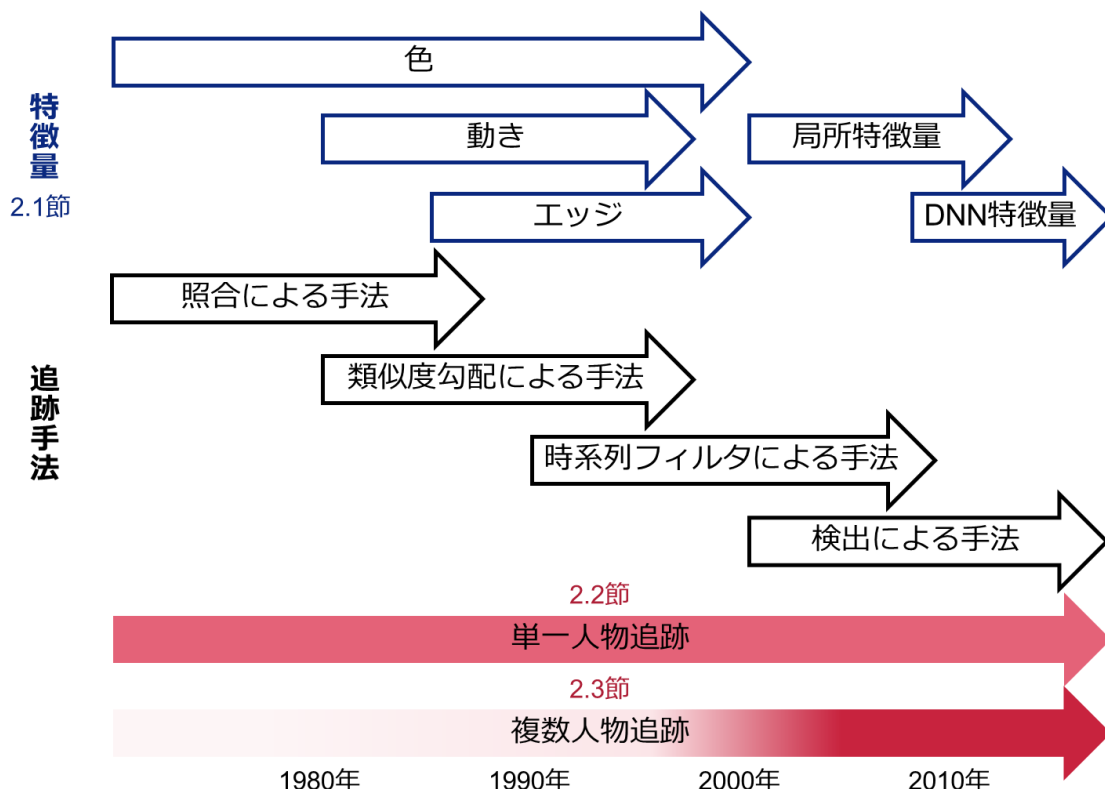 色
特徴量
2.1節
動き
局所特徴量
エッジ
DNN特徴量
照合による手法
追跡手法
類似度勾配による手法
時系列フィルタによる手法
検出による手法
2.2節
単一人物追跡
2.3節
複数人物追跡
1980年
1990年
2000年
2010年